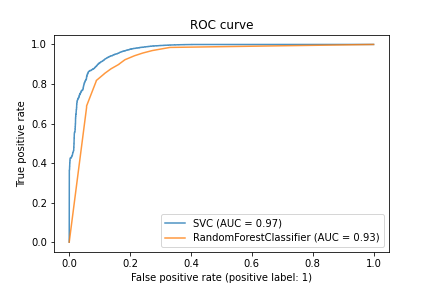 ROC curve
1.0
0.8
0.6
0.4
0.2
0.0
True positive rate
SVC (AUC = 0.97)
RandomForestClassifier (AUC = 0.93)
0.0 0.2 0.4 0.6 0.8 1.0
False positive rate (positive label: 1)